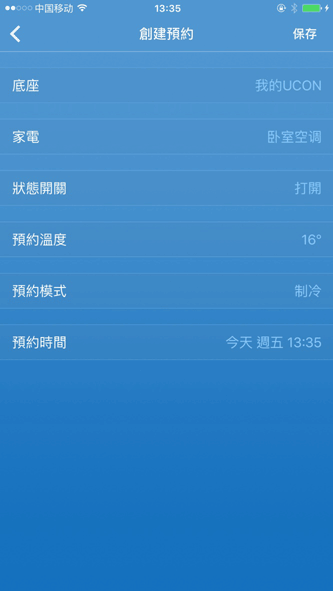 中国移动 13:35
創建預約 保存
底座 我的UCON
家電 卧室空调
狀態開關 打開
預約溫度 16°
預約模式 制冷
預約時間 今天 週五 13:35